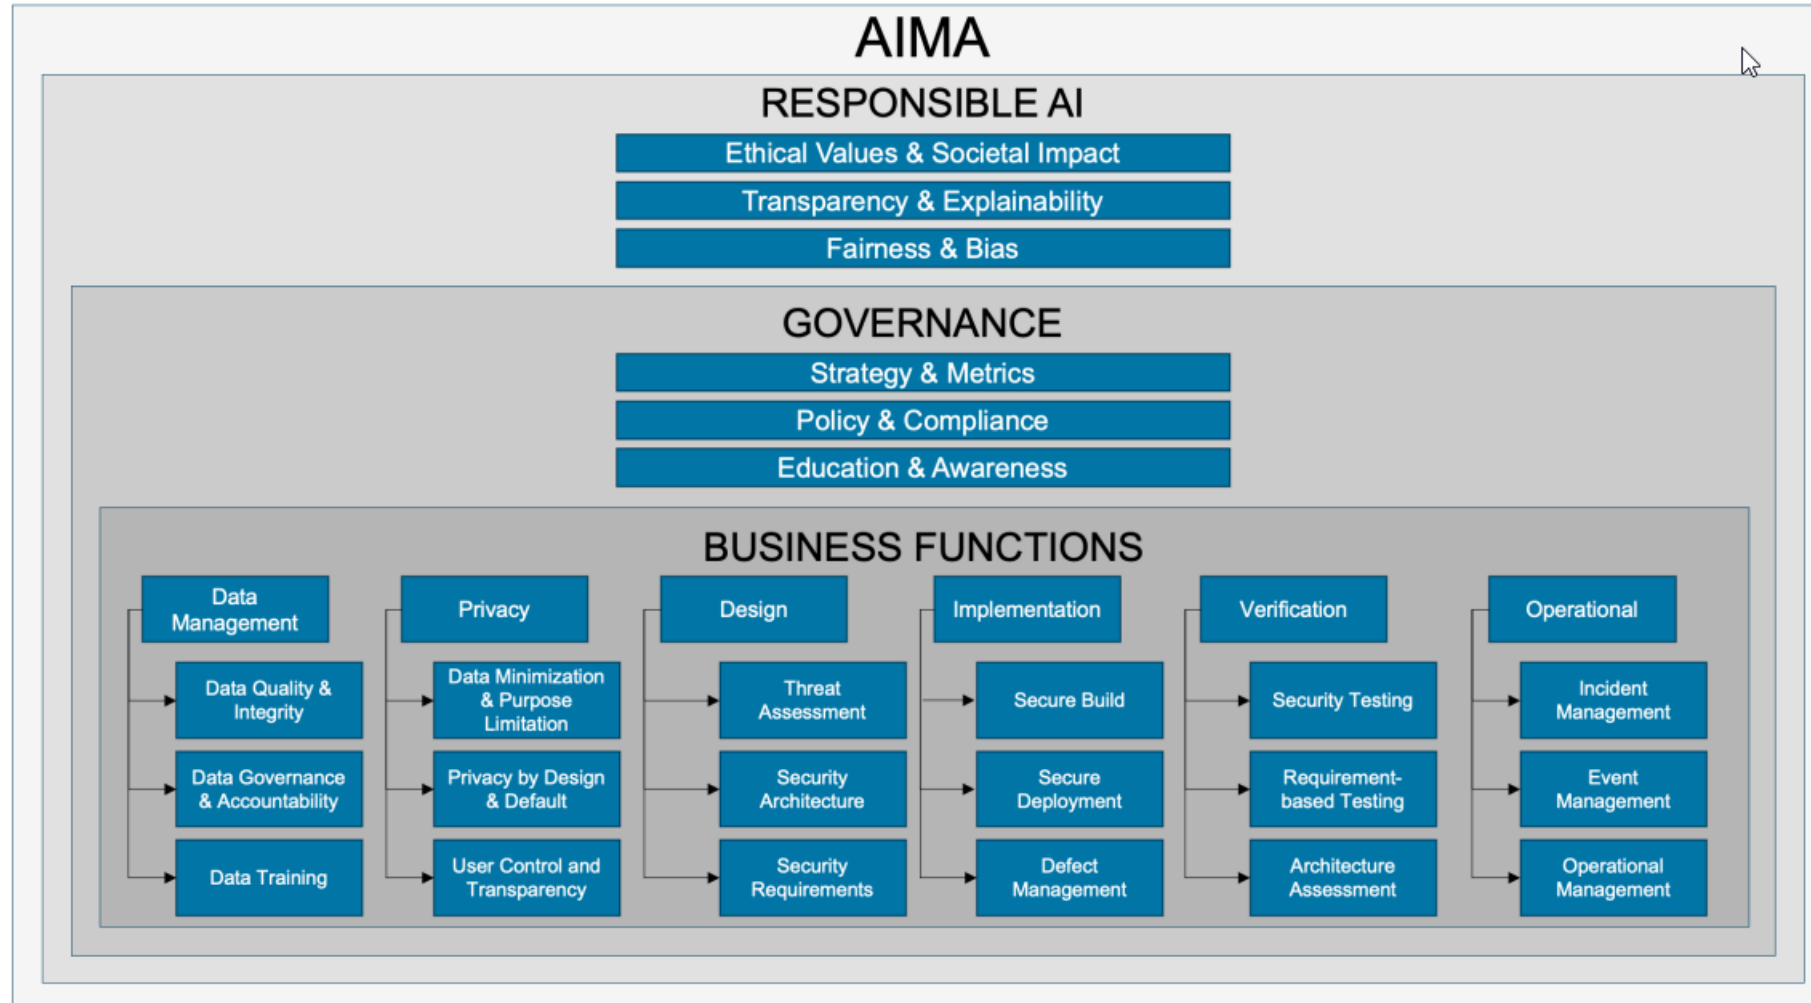 AIMA
RESPONSIBLE AI
Ethical Values & Societal Impact
Transparency & Explainability
Fairness & Bias
GOVERNANCE
Strategy & Metrics
Policy & Compliance
Education & Awareness
BUSINESS FUNCTIONS
Data
Management
Data Quality &
Integrity
Data Governance
& Accountability
Data Training
Privacy
Data Minimization
& Purpose
Limitation
Privacy by Design
& Default
User Control and
Transparency
Design
Threat
Assessment
Security
Architecture
Security
Requirements
Implementation
Secure Build
Secure
Deployment
Defect
Management
Verification
Security Testing
Requirement-
based Testing
Architecture
Assessment
Operational
Incident
Management
Event
Management
Operational
Management